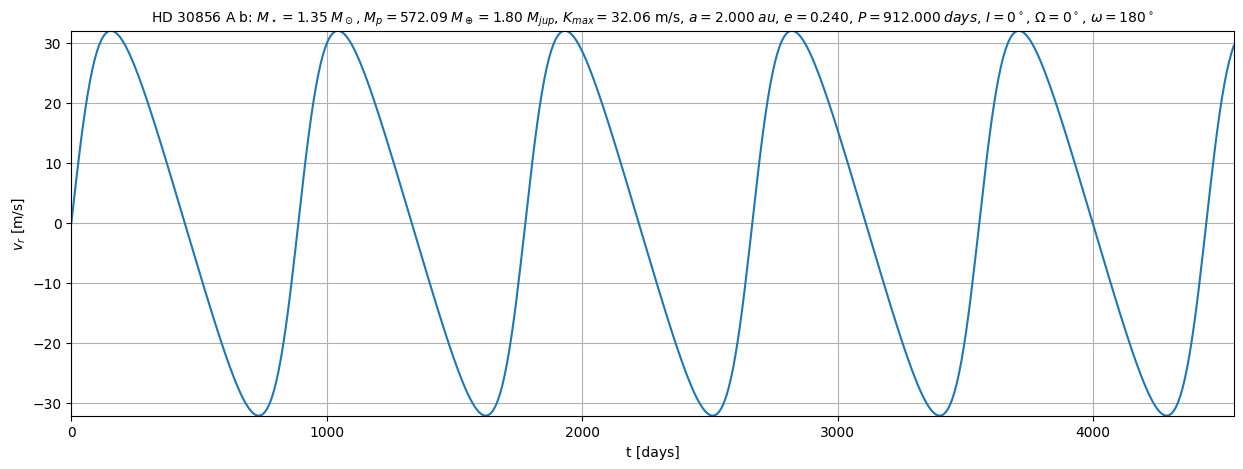 HD 30856 A b: M⋆ = 1.35 M⊙, Mp = 572.09 M⊕ = 1.80 Mjup, Kmax = 32.06 m/s, a = 2.000 au, e = 0.240, P = 912.000 days, I = 0°, Ω = 0°, ω = 180°
30
20
10
0
−10
−20
−30
vr [m/s]
0 1000 2000 3000 4000
t [days]